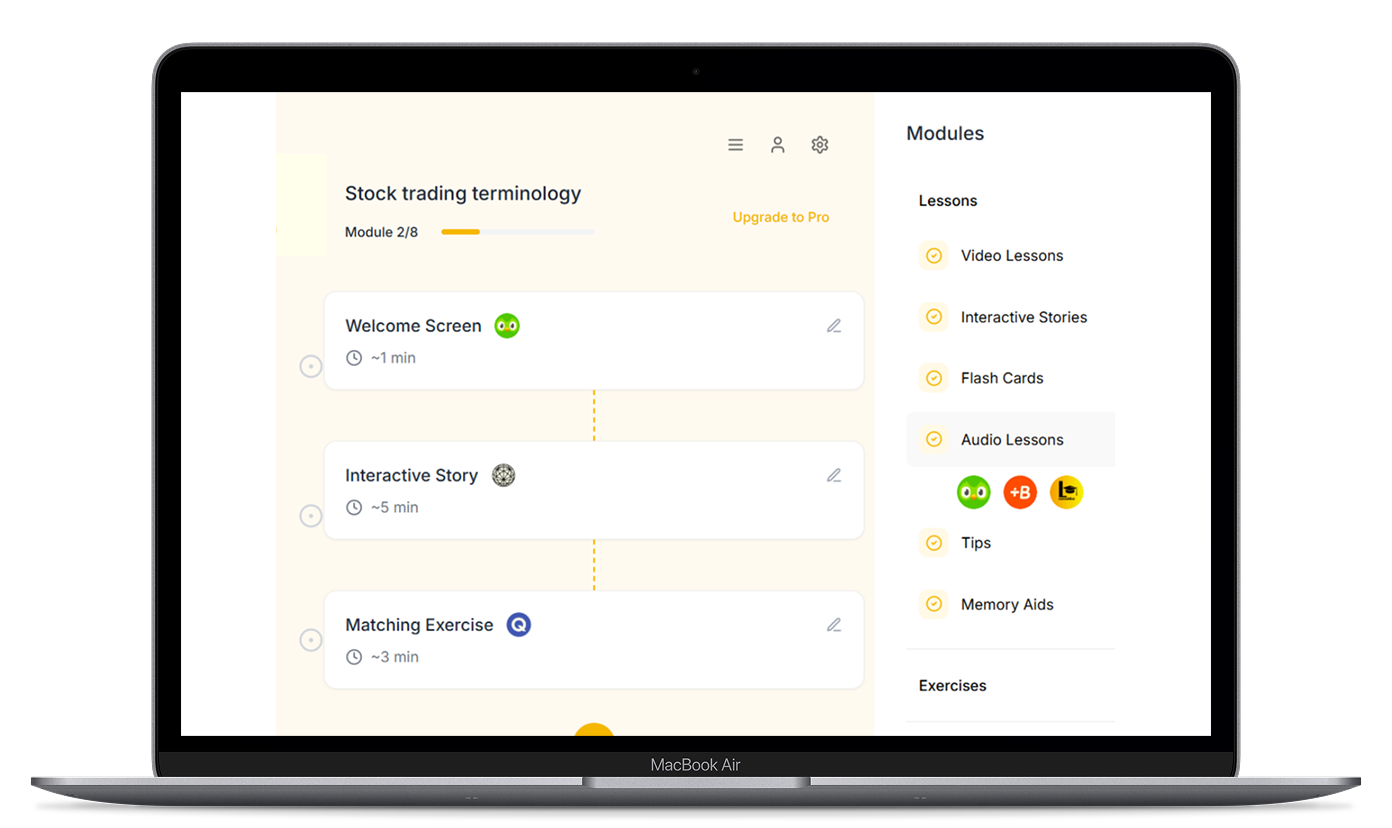 Stock trading terminology
Module 2/8
Upgrade to Pro
Welcome Screen
~1 min
Interactive Story
~5 min
Matching Exercise
Q
~3 min
Modules
Lessons
Video Lessons
Interactive Stories
Flash Cards
Audio Lessons
+B
Tips
Memory Aids
Exercises
MacBook Air